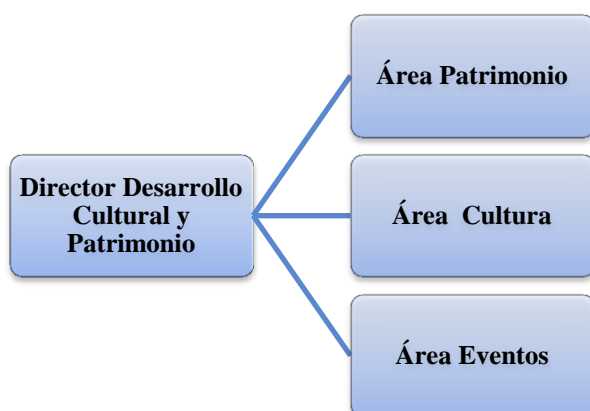 Área Patrimonio
Director Desarrollo
Cultural y
Patrimonio
Área Cultura
Área Eventos